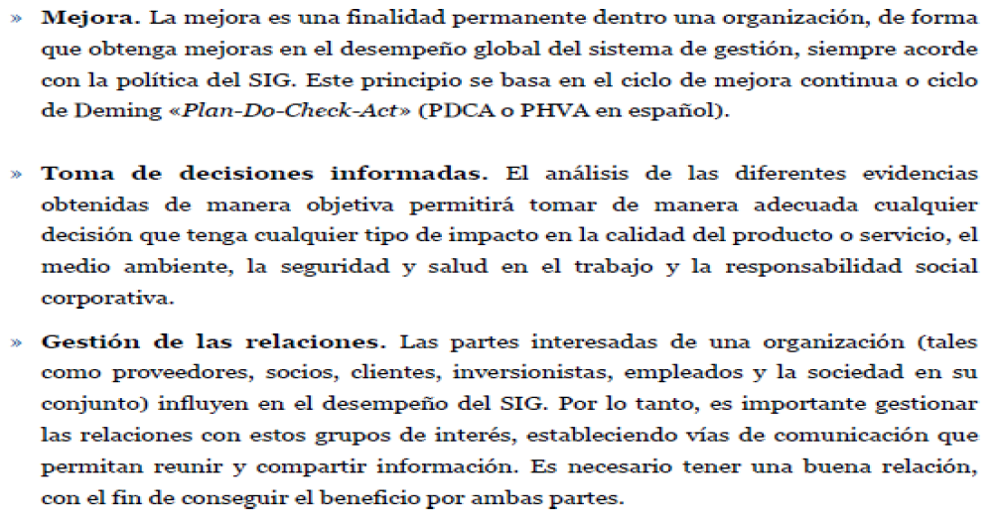 » Mejora. La mejora es una finalidad permanente dentro una organización, de forma
que obtenga mejoras en el desempeño global del sistema de gestión, siempre acorde
con la política del SIG. Este principio se basa en el ciclo de mejora continua o ciclo
de Deming «Plan-Do-Check-Act» (PDCA o PHVA en español).
» Toma de decisiones informadas. El análisis de las diferentes evidencias
obtenidas de manera objetiva permitirá tomar de manera adecuada cualquier
decisión que tenga cualquier tipo de impacto en la calidad del producto o servicio, el
medio ambiente, la seguridad y salud en el trabajo y la responsabilidad social
corporativa.
» Gestión de las relaciones. Las partes interesadas de una organización (tales
como proveedores, socios, clientes, inversionistas, empleados y la sociedad en su
conjunto) influyen en el desempeño del SIG. Por lo tanto, es importante gestionar
las relaciones con estos grupos de interés, estableciendo vías de comunicación que
permitan reunir y compartir información. Es necesario tener una buena relación,
con el fin de conseguir el beneficio por ambas partes.